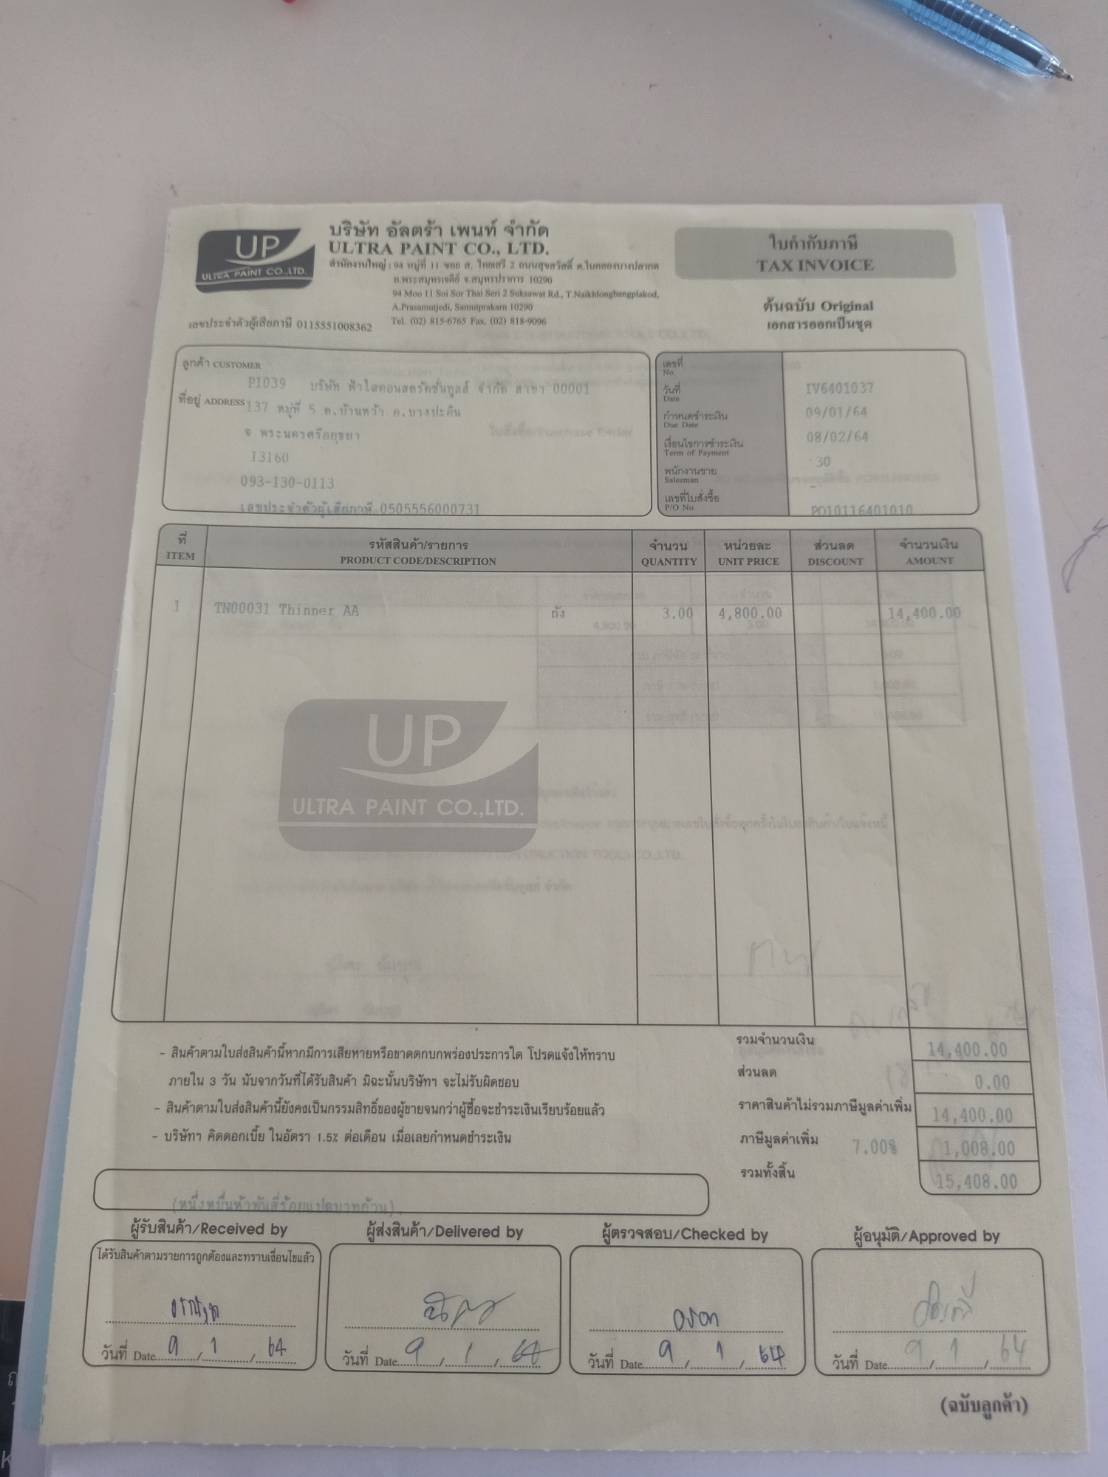 UP
ULTRA PAINT CO.,LTD.
บริษัท อัลตร้า เพนท์ จำกัด
ULTRA PAINT CO., LTD.
สำนักงานใหญ่ : 94 หมู่ที่ 11 ซอย ส. ไทยเสรี 2 ถนนสุขสวัสดิ์ ต.ในคลองบางปลากด
อ.พระสมุทรเจดีย์ จ.สมุทรปราการ 10290
94 Moo 11 Soi Sor Thai Seri 2 Suksawat Rd., T.Naikhlongbangplakod,
A.Prasamutjedi, Samutprakarn 10290
Tel. (02) 815-6765 Fax. (02) 818-9096
เลขประจำตัวผู้เสียภาษี 0115551008362
ใบกำกับภาษี
TAX INVOICE
ต้นฉบับ Original
เอกสารออกเป็นชุด
ลูกค้า CUSTOMER
P1039 บริษัท ฟ้าใสคอนสตรัคชั่นทูลส์ จำกัด สาขา 00001
ที่อยู่ ADDRESS 137 หมู่ที่ 5 ต.บ้านหว้า อ.บางปะอิน
จ พระนครศรีอยุธยา
13160
093-130-0113
เลขประจำตัวผู้เสียภาษี 0505556000731
เลขที่ No. IV6401037
วันที่ Date 09/01/64
กำหนดชำระเงิน Due Date 08/02/64
เงื่อนไขการชำระเงิน Term of Payment 30
พนักงานขาย Salesman -
เลขที่ใบสั่งซื้อ P/O No. PO10116401010
ที่ รหัสสินค้า/รายการ จำนวน หน่วยละ ส่วนลด จำนวนเงิน
ITEM PRODUCT CODE/DESCRIPTION QUANTITY UNIT PRICE DISCOUNT AMOUNT
1 TN00031 Thinner AA ถัง 3.00 4,800.00 14,400.00
UP
ULTRA PAINT CO.,LTD.
- สินค้าตามใบส่งสินค้านี้หากมีการเสียหายหรือขาดตกบกพร่องประการใด โปรดแจ้งให้ทราบ
ภายใน 3 วัน นับจากวันที่ได้รับสินค้า มิฉะนั้นบริษัทฯ จะไม่รับผิดชอบ
- สินค้าตามใบส่งสินค้านี้ยังคงเป็นกรรมสิทธิ์ของผู้ขายจนกว่าผู้ซื้อจะชำระเงินเรียบร้อยแล้ว
- บริษัทฯ คิดดอกเบี้ย ในอัตรา 1.5% ต่อเดือน เมื่อเลยกำหนดชำระเงิน
รวมจำนวนเงิน 14,400.00
ส่วนลด 0.00
ราคาสินค้าไม่รวมภาษีมูลค่าเพิ่ม 14,400.00
ภาษีมูลค่าเพิ่ม 7.00% 1,008.00
รวมทั้งสิ้น 15,408.00
(หนึ่งหมื่นห้าพันสี่ร้อยแปดบาทถ้วน)
ผู้รับสินค้า/Received by ผู้ส่งสินค้า/Delivered by ผู้ตรวจสอบ/Checked by ผู้อนุมัติ/Approved by
ได้รับสินค้าตามรายการถูกต้องและทราบเงื่อนไขแล้ว
วันที่ Date 9 / 1 / 64 วันที่ Date 9 / 1 / 64 วันที่ Date 9 / 1 / 64 วันที่ Date 9 / 1 / 64
(ฉบับลูกค้า)